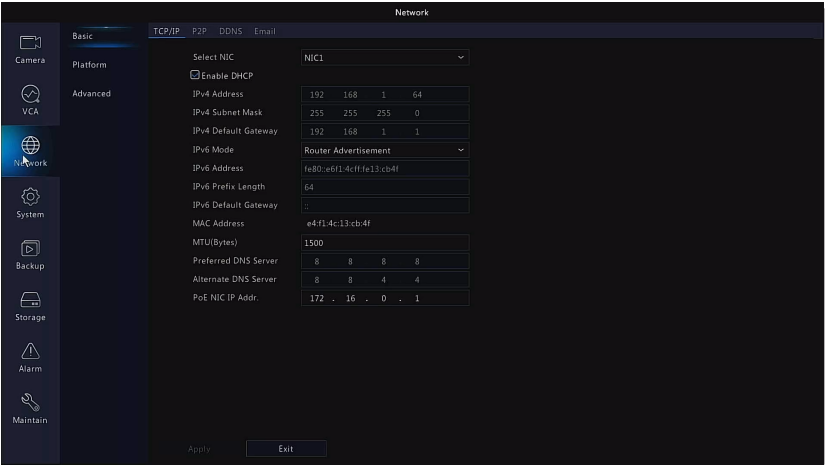 Network
Camera
VCA
Network
System
Backup
Storage
Alarm
Maintain
Basic
Platform
Advanced
TCP/IP P2P DDNS Email
Select NIC NIC1
Enable DHCP
IPv4 Address 192 168 1 64
IPv4 Subnet Mask 255 255 255 0
IPv4 Default Gateway 192 168 1 1
IPv6 Mode Router Advertisement
IPv6 Address fe80::e6f1:4cff:fe13:cb4f
IPv6 Prefix Length 64
IPv6 Default Gateway ::
MAC Address e4:f1:4c:13:cb:4f
MTU(Bytes) 1500
Preferred DNS Server 8 8 8 8
Alternate DNS Server 8 8 4 4
PoE NIC IP Addr. 172 . 16 . 0 . 1
Apply Exit